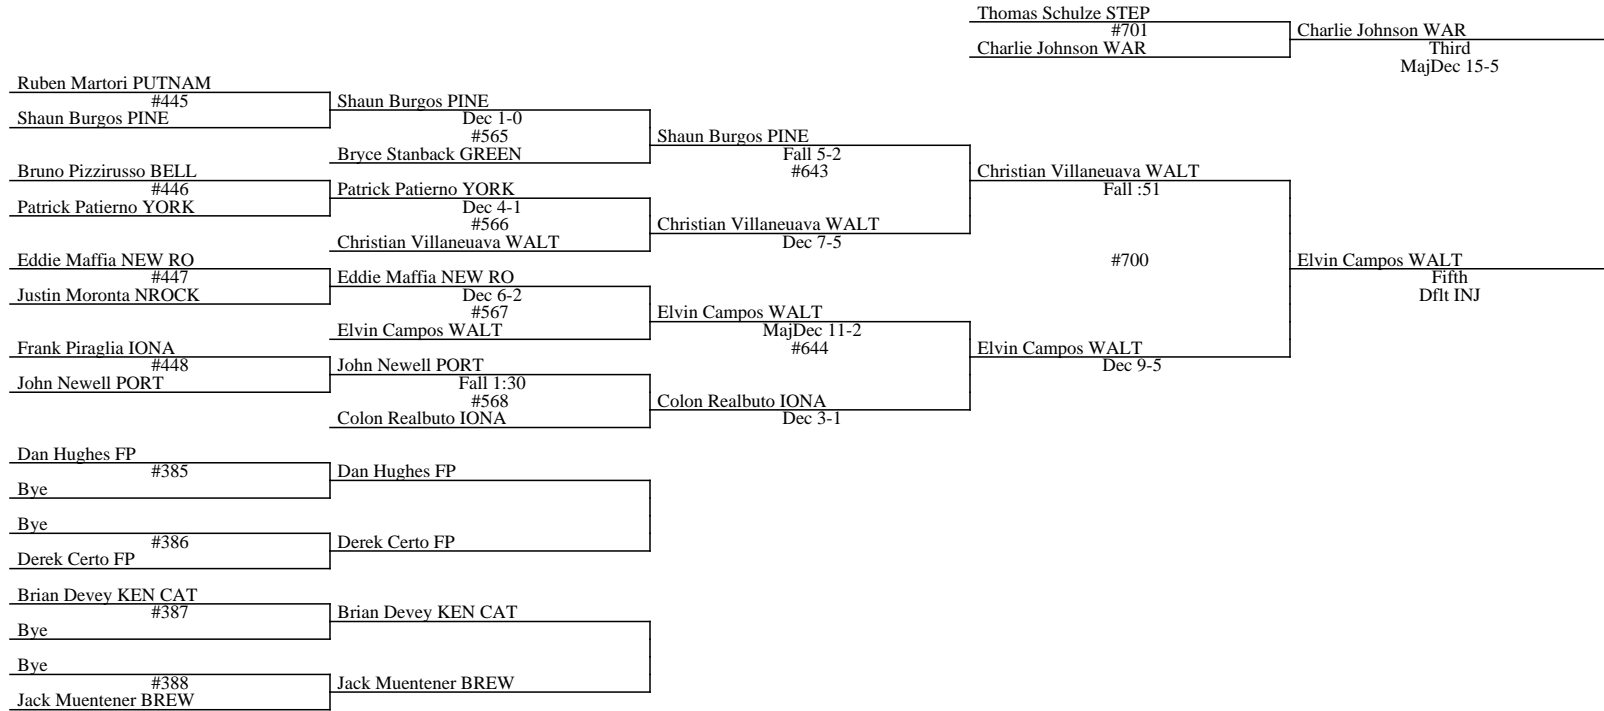 Thomas Schulze STEP
#701
Charlie Johnson WAR
Charlie Johnson WAR
Third
MajDec 15-5
Ruben Martori PUTNAM
#445
Shaun Burgos PINE
Shaun Burgos PINE
Dec 1-0
#565
Bryce Stanback GREEN
Shaun Burgos PINE
Fall 5-2
#643
Bruno Pizzirusso BELL
#446
Patrick Patierno YORK
Patrick Patierno YORK
Dec 4-1
#566
Christian Villaneuava WALT
Christian Villaneuava WALT
Dec 7-5
Christian Villaneuava WALT
Fall :51
#700
Eddie Maffia NEW RO
#447
Justin Moronta NROCK
Eddie Maffia NEW RO
Dec 6-2
#567
Elvin Campos WALT
Elvin Campos WALT
MajDec 11-2
#644
Elvin Campos WALT
Fifth
Dflt INJ
Frank Piraglia IONA
#448
John Newell PORT
John Newell PORT
Fall 1:30
#568
Colon Realbuto IONA
Colon Realbuto IONA
Dec 3-1
Elvin Campos WALT
Dec 9-5
Dan Hughes FP
#385
Bye
Dan Hughes FP
Bye
#386
Derek Certo FP
Derek Certo FP
Brian Devey KEN CAT
#387
Bye
Brian Devey KEN CAT
Bye
#388
Jack Muentener BREW
Jack Muentener BREW